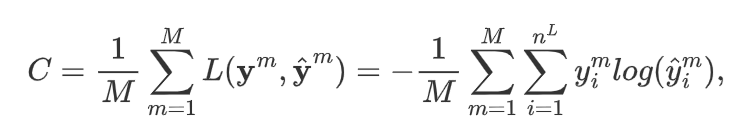 $C = \frac{1}{M} \sum_{m=1}^{M} L(\mathbf{y}^m, \hat{\mathbf{y}}^m) = -\frac{1}{M} \sum_{m=1}^{M} \sum_{i=1}^{n^L} y_i^m log(\hat{y}_i^m),$